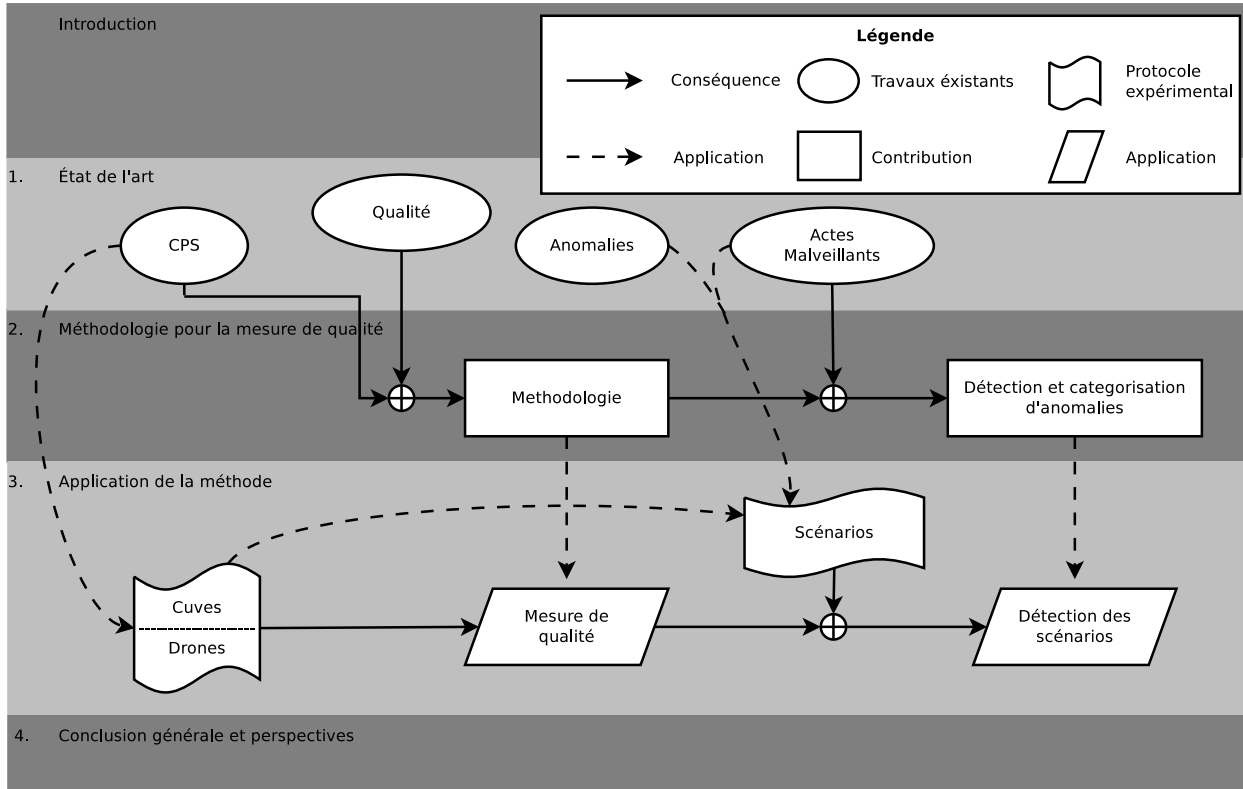 Introduction
Légende
Conséquence
Travaux éxistants
Protocole
expérimental
Application
Contribution
Application
1. État de l'art
CPS
Qualité
Anomalies
Actes
Malveillants
2. Méthodologie pour la mesure de qualité
Methodologie
Détection et categorisation
d'anomalies
3. Application de la méthode
Scénarios
Cuves
Drones
Mesure de
qualité
Détection des
scénarios
4. Conclusion générale et perspectives